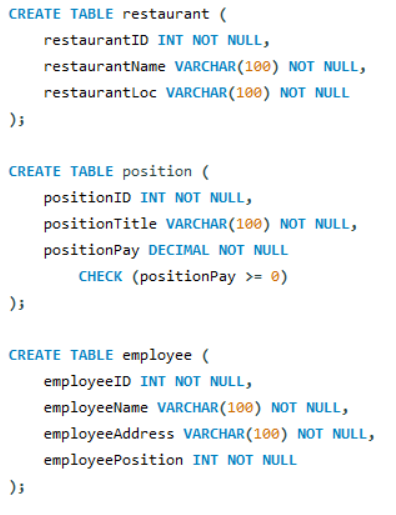 CREATE TABLE restaurant (
    restaurantID INT NOT NULL,
    restaurantName VARCHAR(100) NOT NULL,
    restaurantLoc VARCHAR(100) NOT NULL
);

CREATE TABLE position (
    positionID INT NOT NULL,
    positionTitle VARCHAR(100) NOT NULL,
    positionPay DECIMAL NOT NULL
        CHECK (positionPay >= 0)
);

CREATE TABLE employee (
    employeeID INT NOT NULL,
    employeeName VARCHAR(100) NOT NULL,
    employeeAddress VARCHAR(100) NOT NULL,
    employeePosition INT NOT NULL
);